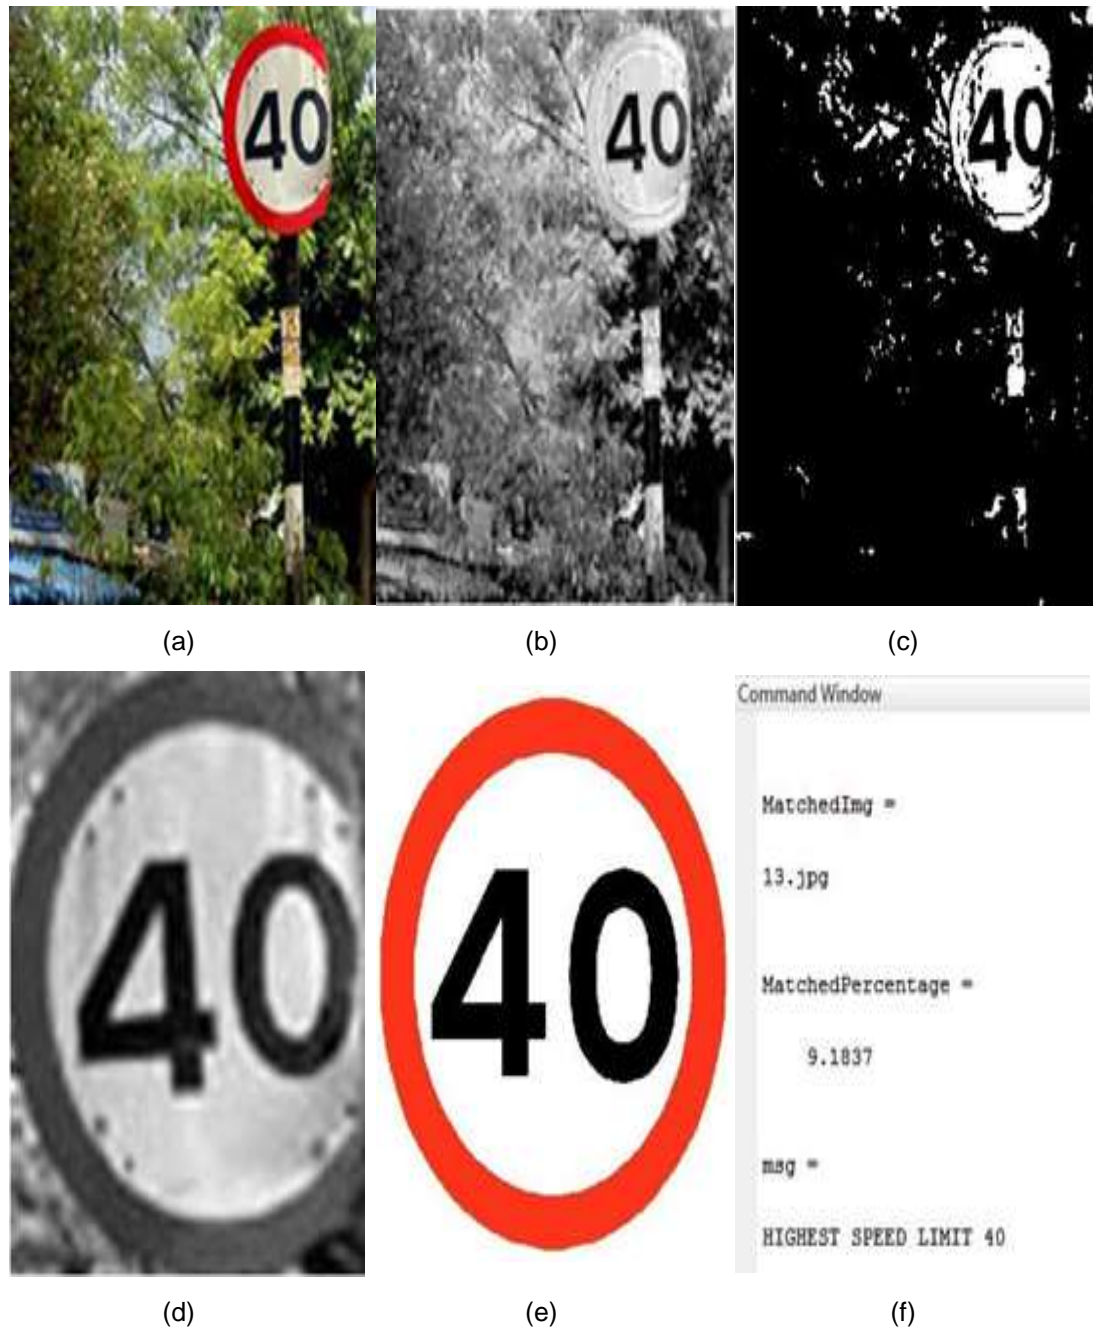 40
40
40
(a)
(b)
(c)
40
40
Command Window
MatchedImg =
13.jpg
MatchedPercentage =
9.1837
msg =
HIGHEST SPEED LIMIT 40
(d)
(e)
(f)